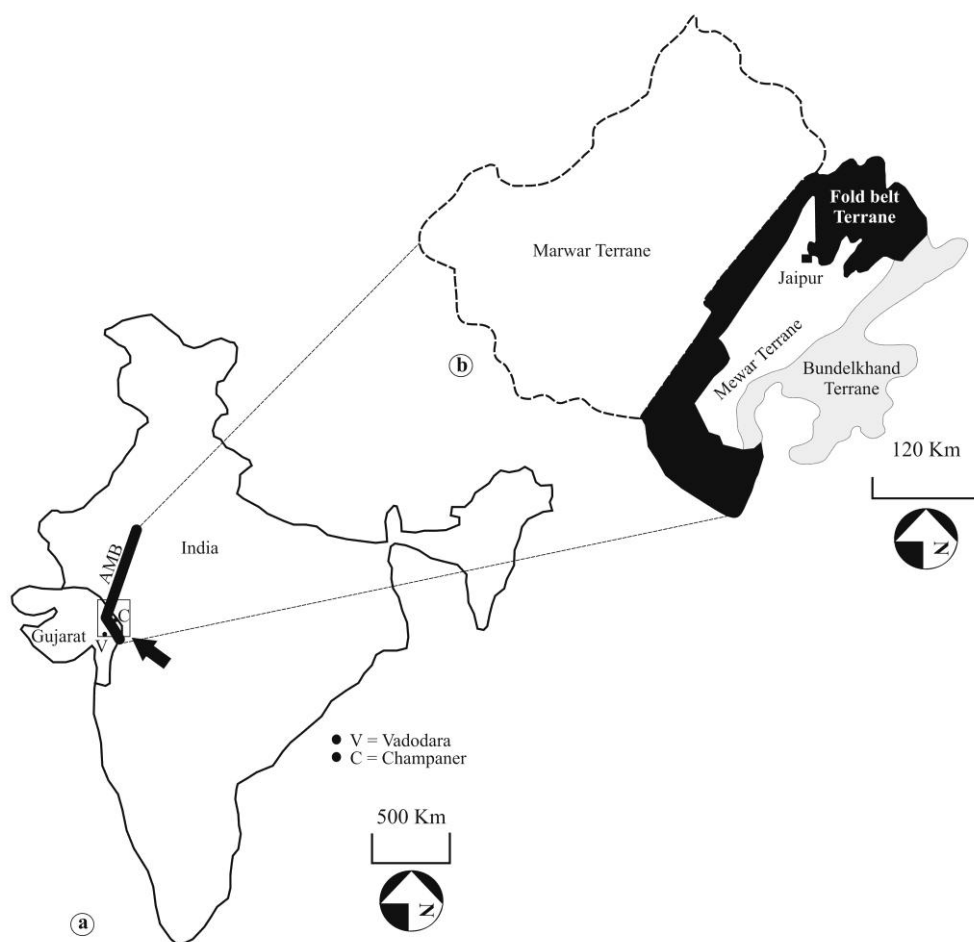 Fold belt
Terrane
Marwar Terrane
Jaipur
Mewar Terrane
Bundelkhand
Terrane
b
120 Km
N
AMB
India
C
Gujarat
V
V = Vadodara
C = Champaner
500 Km
N
a